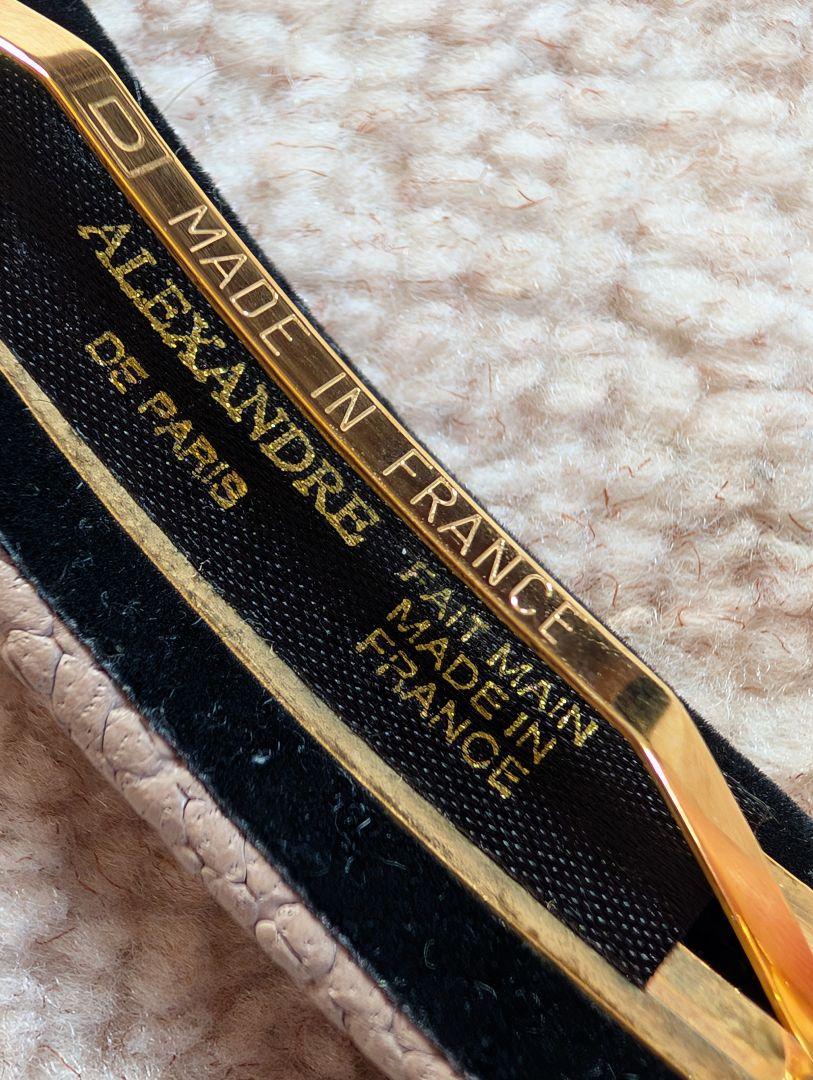 D MADE IN FRANCE
ALEXANDRE
DE PARIS
FAIT MAIN
MADE IN
FRANCE